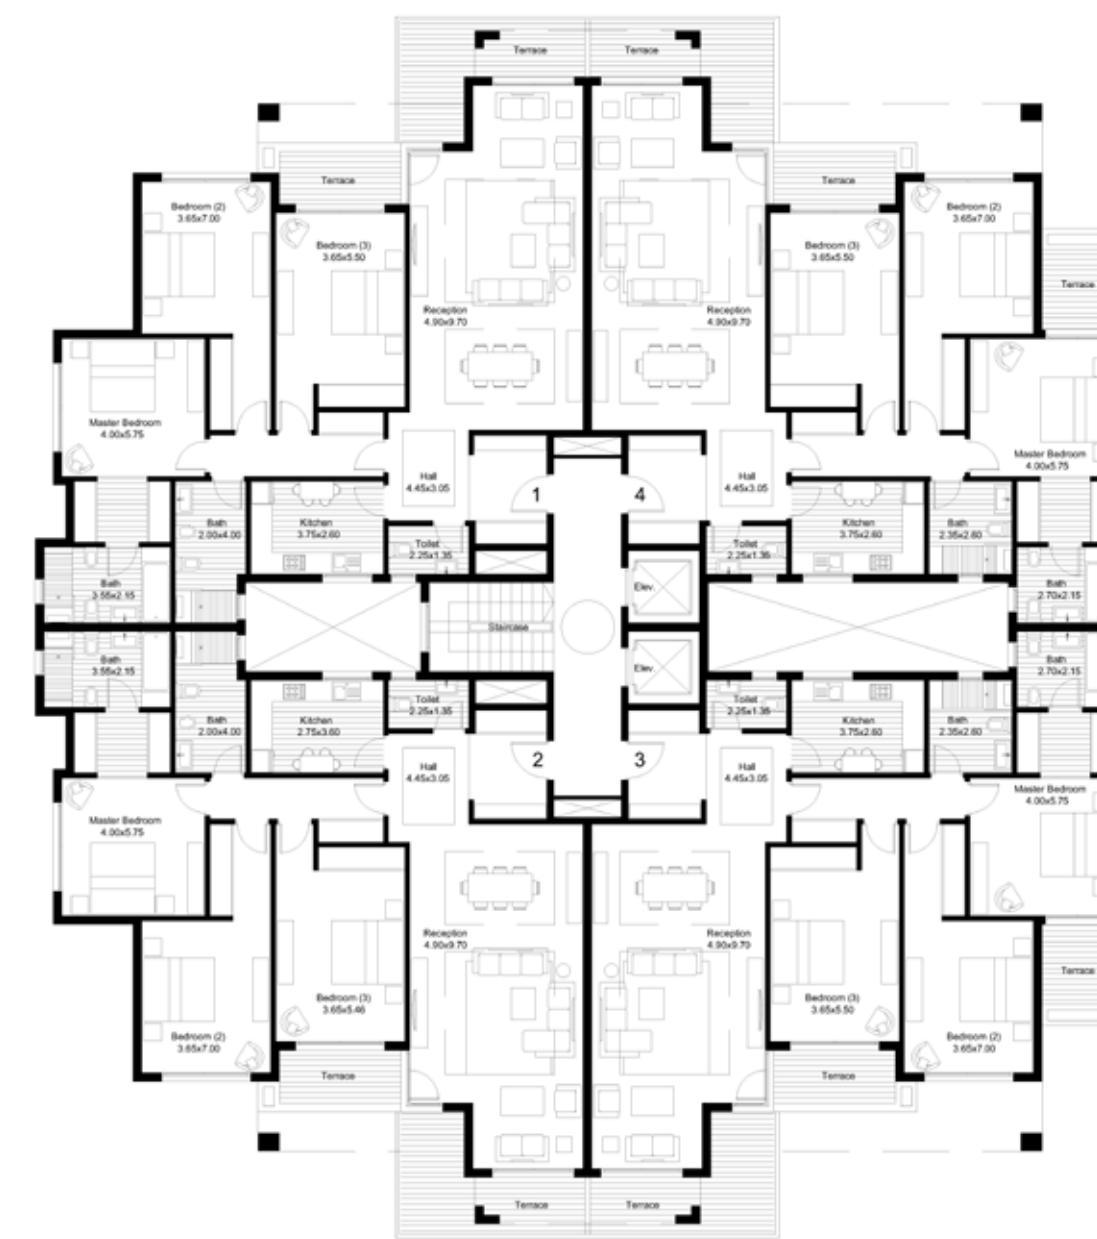 Terrace
Terrace
Terrace
Terrace
Bedroom (2)
3.65x7.00
Bedroom (3)
3.65x5.50
Bedroom (3)
3.65x5.50
Bedroom (2)
3.65x7.00
Terrace
Reception
4.90x9.70
Reception
4.90x9.70
Master Bedroom
4.00x5.75
Master Bedroom
4.00x5.75
Hall
4.45x3.05
1
4
Hall
4.45x3.05
Bath
2.00x4.00
Kitchen
3.75x2.60
Toilet
2.25x1.35
Toilet
2.25x1.35
Kitchen
3.75x2.60
Bath
2.35x2.60
Bath
3.55x2.15
Elev.
Bath
2.70x2.15
Staircase
Bath
3.55x2.15
Elev.
Bath
2.70x2.15
Bath
2.00x4.00
Kitchen
2.75x3.60
Toilet
2.25x1.35
Toilet
2.25x1.35
Kitchen
3.75x2.60
Bath
2.35x2.60
Hall
4.45x3.05
2
3
Hall
4.45x3.05
Master Bedroom
4.00x5.75
Master Bedroom
4.00x5.75
Reception
4.90x9.70
Reception
4.90x9.70
Terrace
Bedroom (3)
3.65x5.46
Bedroom (3)
3.65x5.50
Bedroom (2)
3.65x7.00
Bedroom (2)
3.65x7.00
Terrace
Terrace
Terrace
Terrace